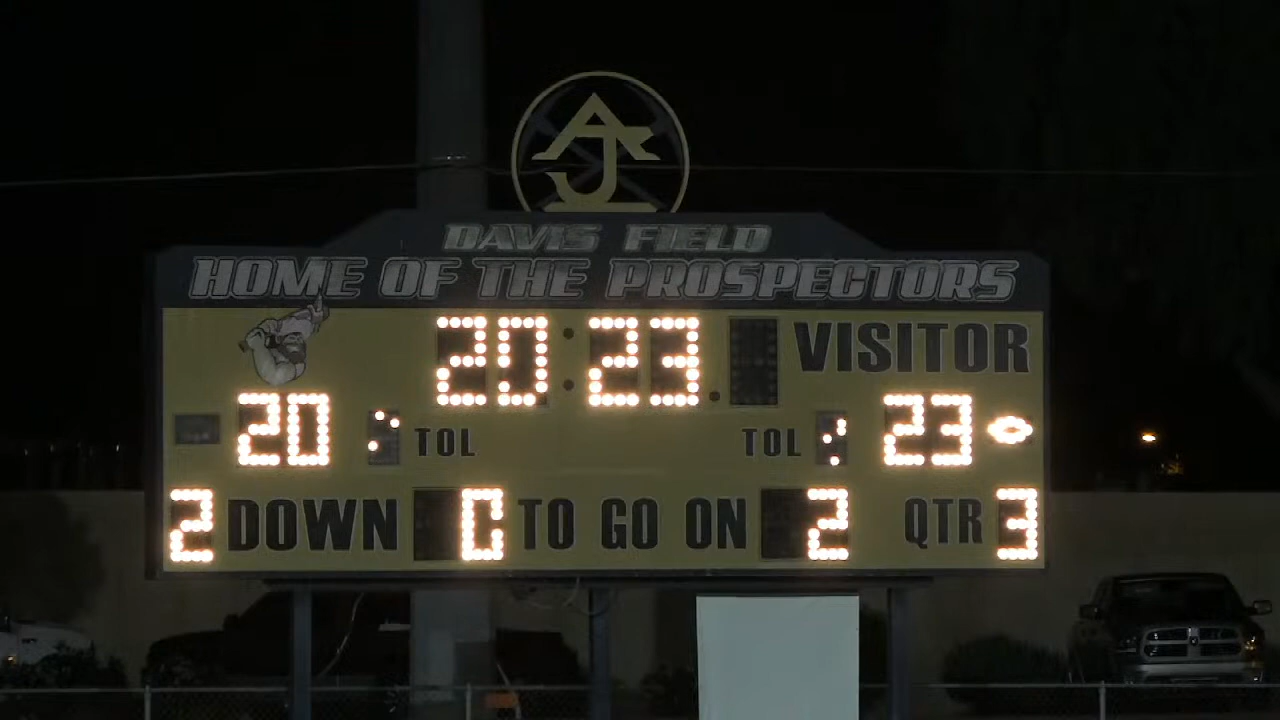 AJ
DAVIS FIELD
HOME OF THE PROSPECTORS
20:23 VISITOR
20 TOL TOL 23
2 DOWN TO GO ON 2 QTR 3